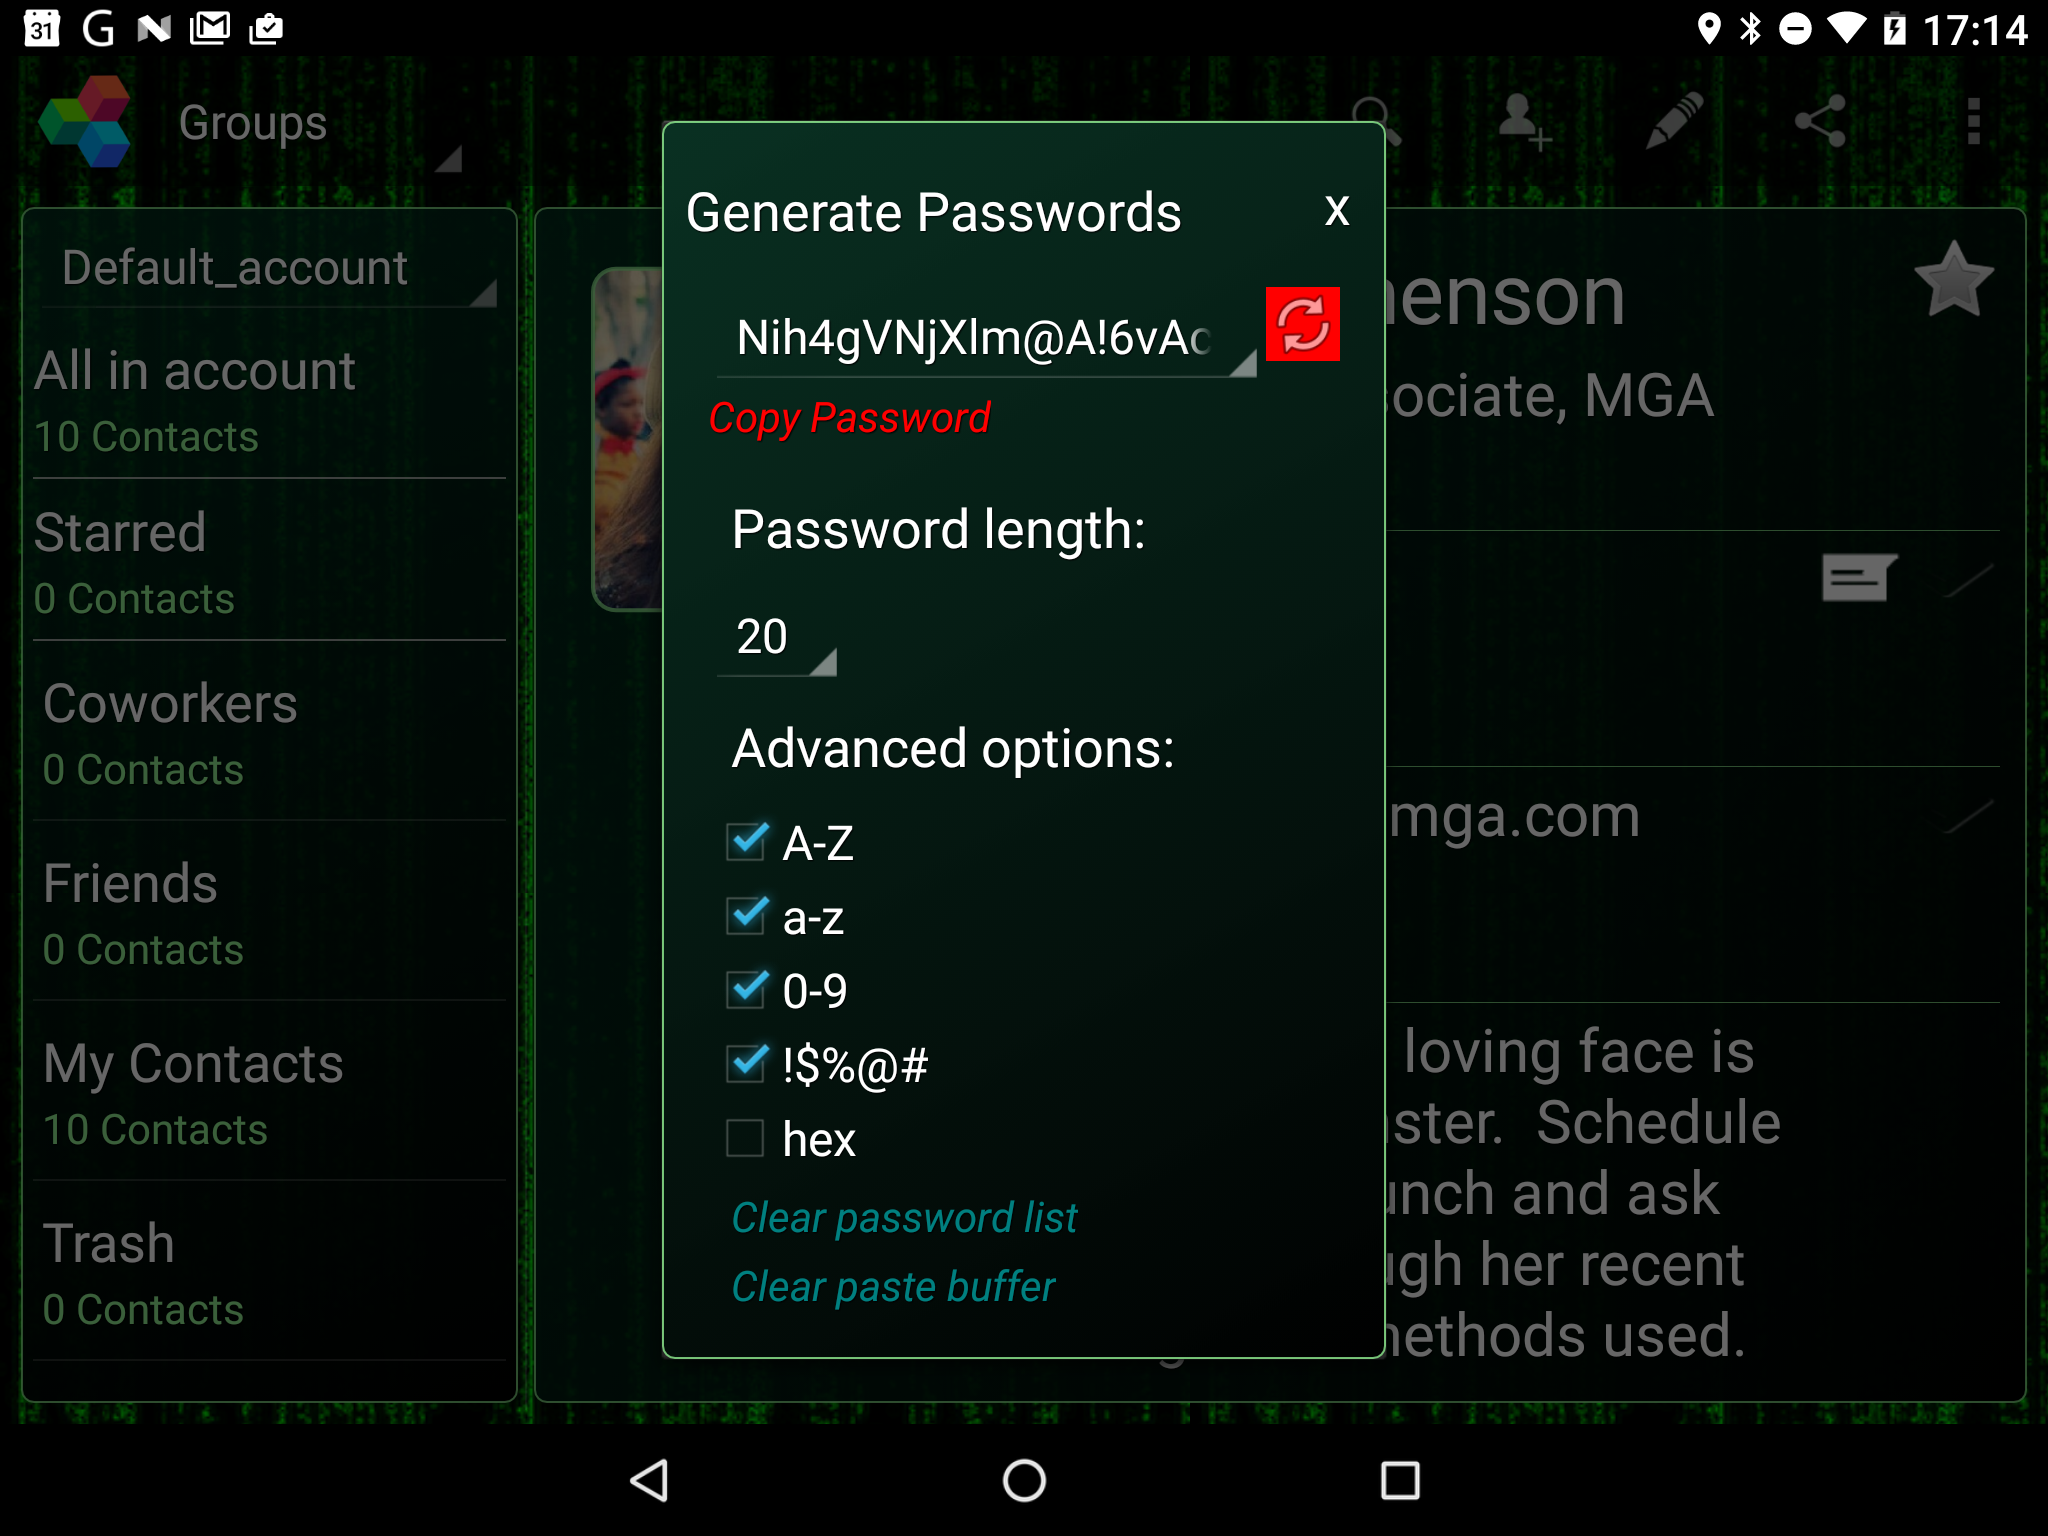 31 G N 17:14
Groups
Generate Passwords x
Default_account
Nih4gVNjXlm@A!6vAc
henson
Copy Password
ociate, MGA
All in account
10 Contacts
Password length:
Starred
0 Contacts
20
Coworkers
0 Contacts
Advanced options:
A-Z
mga.com
a-z
Friends
0 Contacts
0-9
!$%@#
hex
My Contacts
10 Contacts
loving face is
ster. Schedule
unch and ask
ugh her recent
nethods used.
Clear password list
Clear paste buffer
Trash
0 Contacts